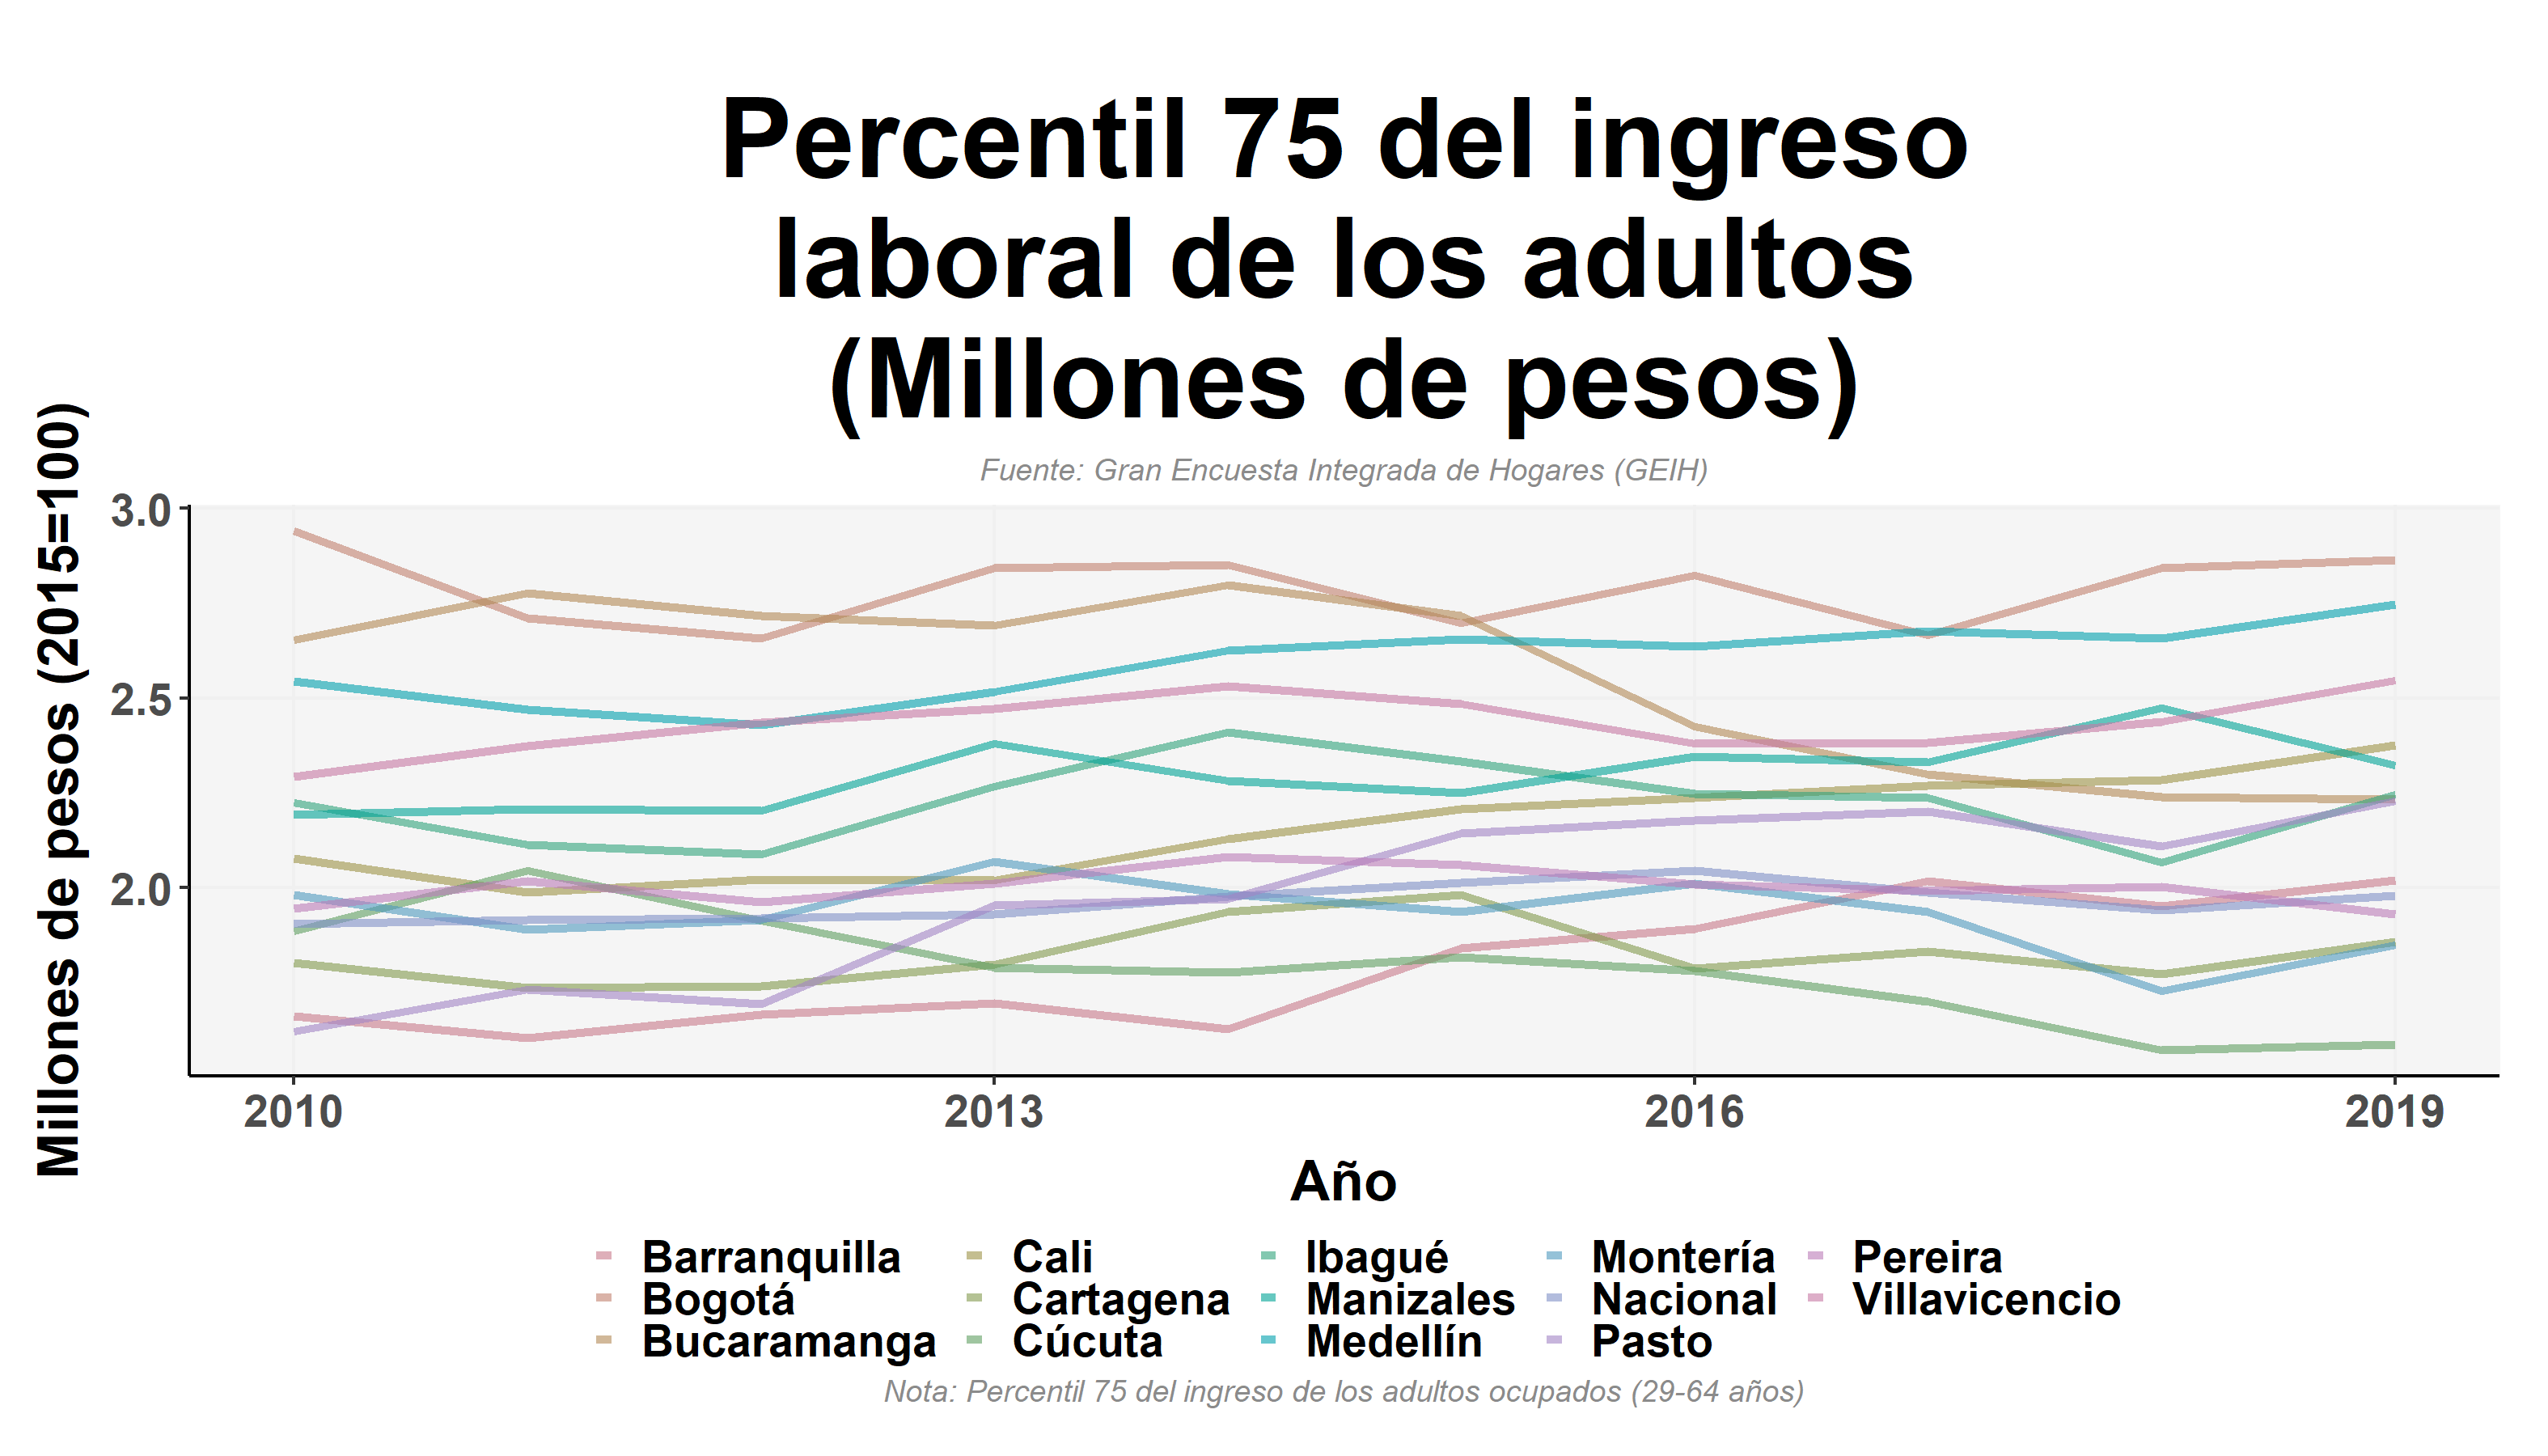 Percentil 75 del ingreso
laboral de los adultos
(Millones de pesos)
Fuente: Gran Encuesta Integrada de Hogares (GEIH)
Millones de pesos (2015=100)
3.0
2.5
2.0
2010 2013 2016 2019
Año
Barranquilla Cali Ibagué Montería Pereira
Bogotá Cartagena Manizales Nacional Villavicencio
Bucaramanga Cúcuta Medellín Pasto
Nota: Percentil 75 del ingreso de los adultos ocupados (29-64 años)